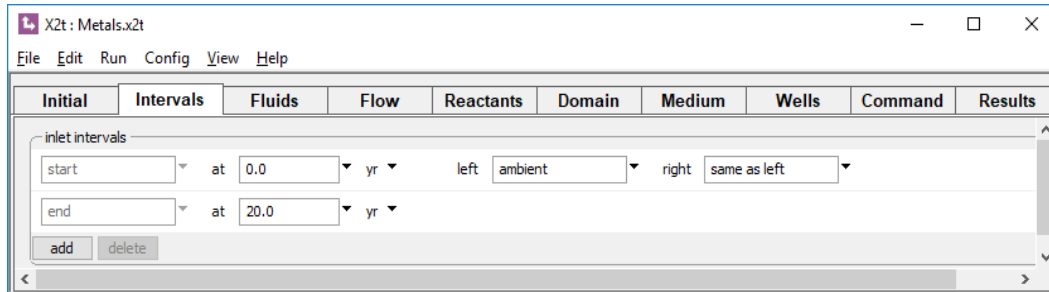 X2t : Metals.x2t
File Edit Run Config View Help
Initial Intervals Fluids Flow Reactants Domain Medium Wells Command Results
inlet intervals
start at 0.0 yr left ambient right same as left
end at 20.0 yr
add delete